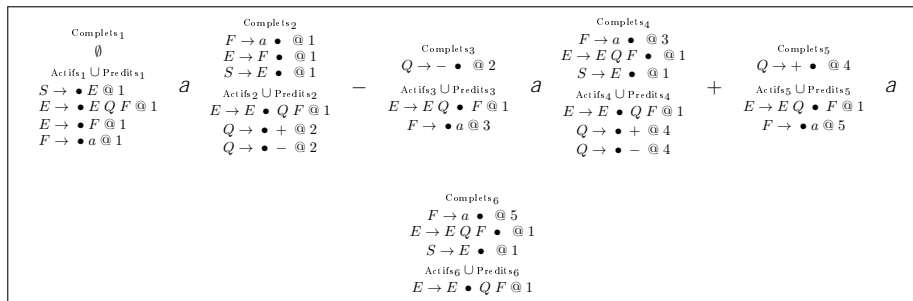 Complets₁
∅
Actifs₁ ∪ Predits₁
S → • E @ 1
E → • E Q F @ 1
E → • F @ 1
F → • a @ 1
a
Complets₂
F → a • @ 1
E → F • @ 1
S → E • @ 1
Actifs₂ ∪ Predits₂
E → E • Q F @ 1
Q → • + @ 2
Q → • − @ 2
−
Complets₃
Q → − • @ 2
Actifs₃ ∪ Predits₃
E → E Q • F @ 1
F → • a @ 3
a
Complets₄
F → a • @ 3
E → E Q F • @ 1
S → E • @ 1
Actifs₄ ∪ Predits₄
E → E • Q F @ 1
Q → • + @ 4
Q → • − @ 4
+
Complets₅
Q → + • @ 4
Actifs₅ ∪ Predits₅
E → E Q • F @ 1
F → • a @ 5
a
Complets₆
F → a • @ 5
E → E Q F • @ 1
S → E • @ 1
Actifs₆ ∪ Predits₆
E → E • Q F @ 1